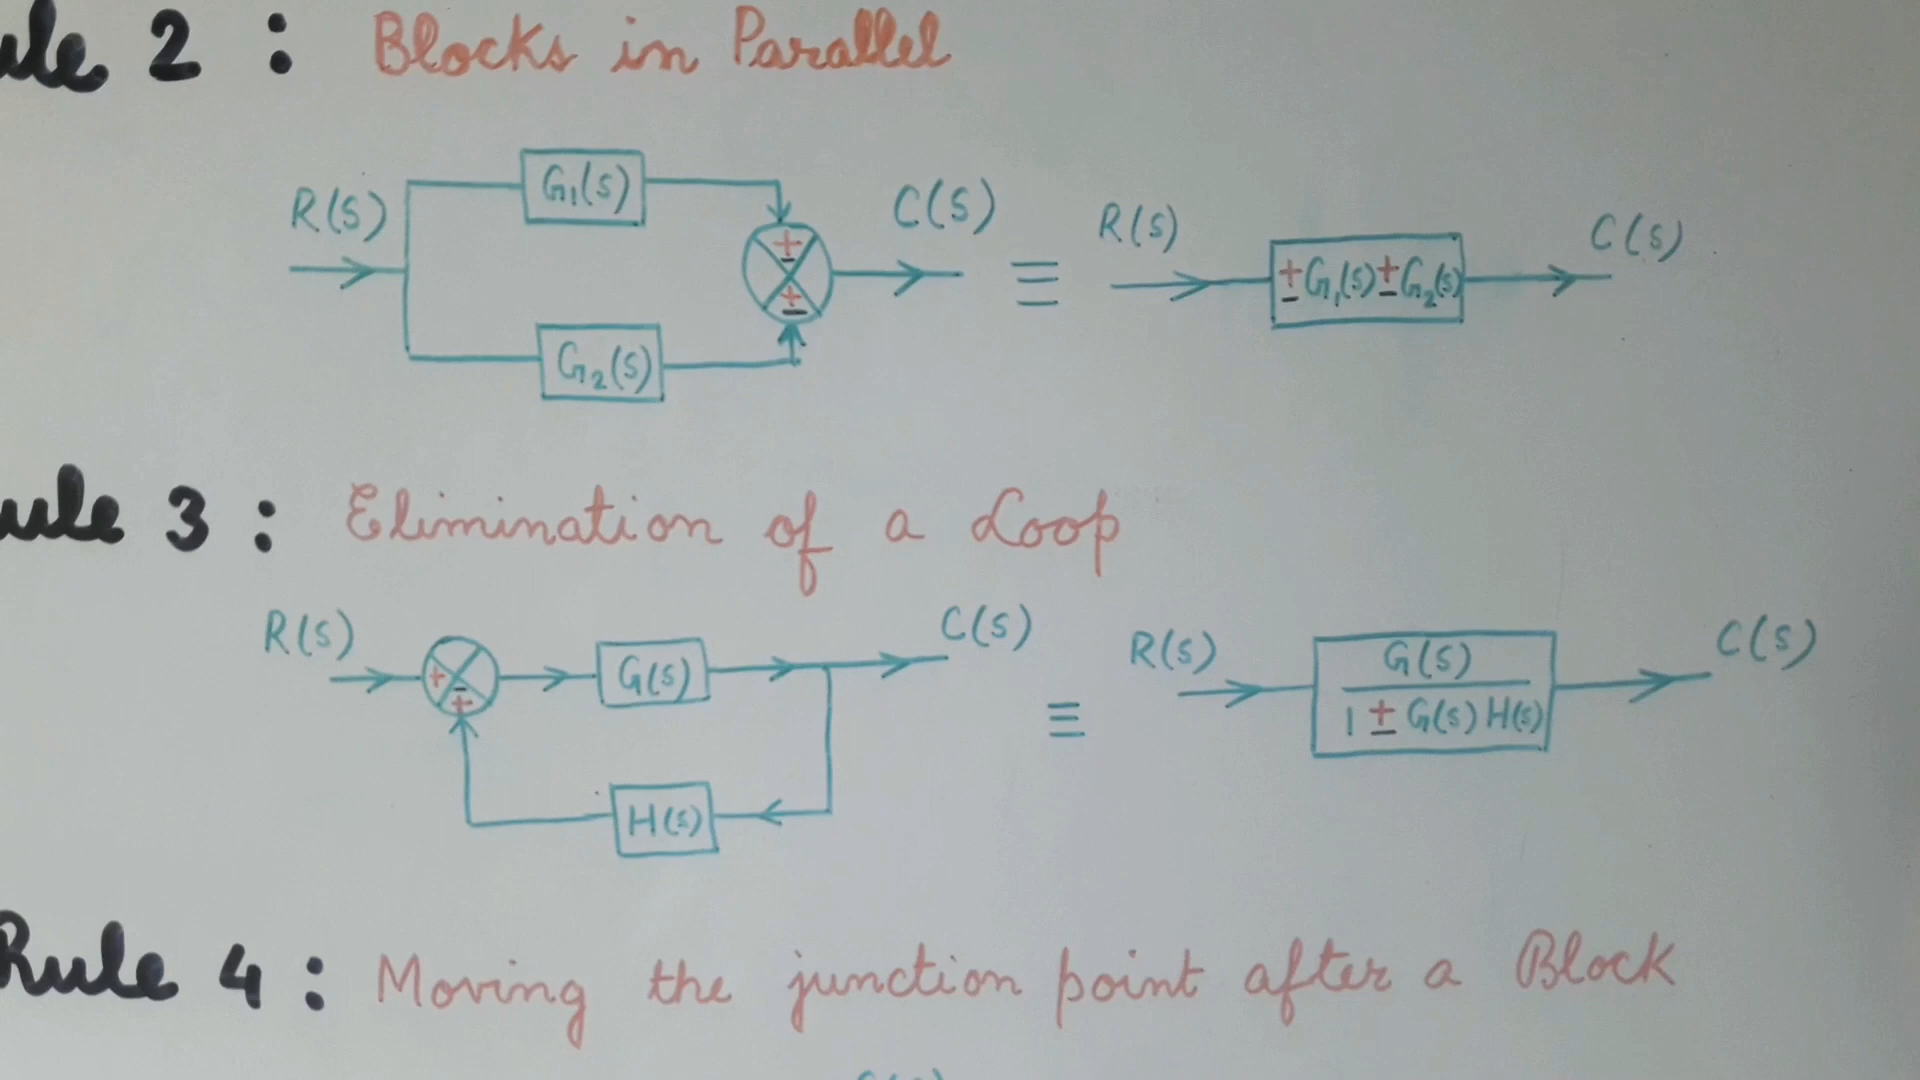 ule 2 : Blocks in Parallel
G₁(s)
R(s) C(s) ≡ R(s) C(s)
±
± ±G₁(s)±G₂(s)
G₂(s)
ule 3 : Elimination of a Loop
R(s) C(s) R(s) C(s)
+ ∓ G(s) ≡ G(s)
1 ± G(s) H(s)
H(s)
Rule 4 : Moving the junction point after a Block